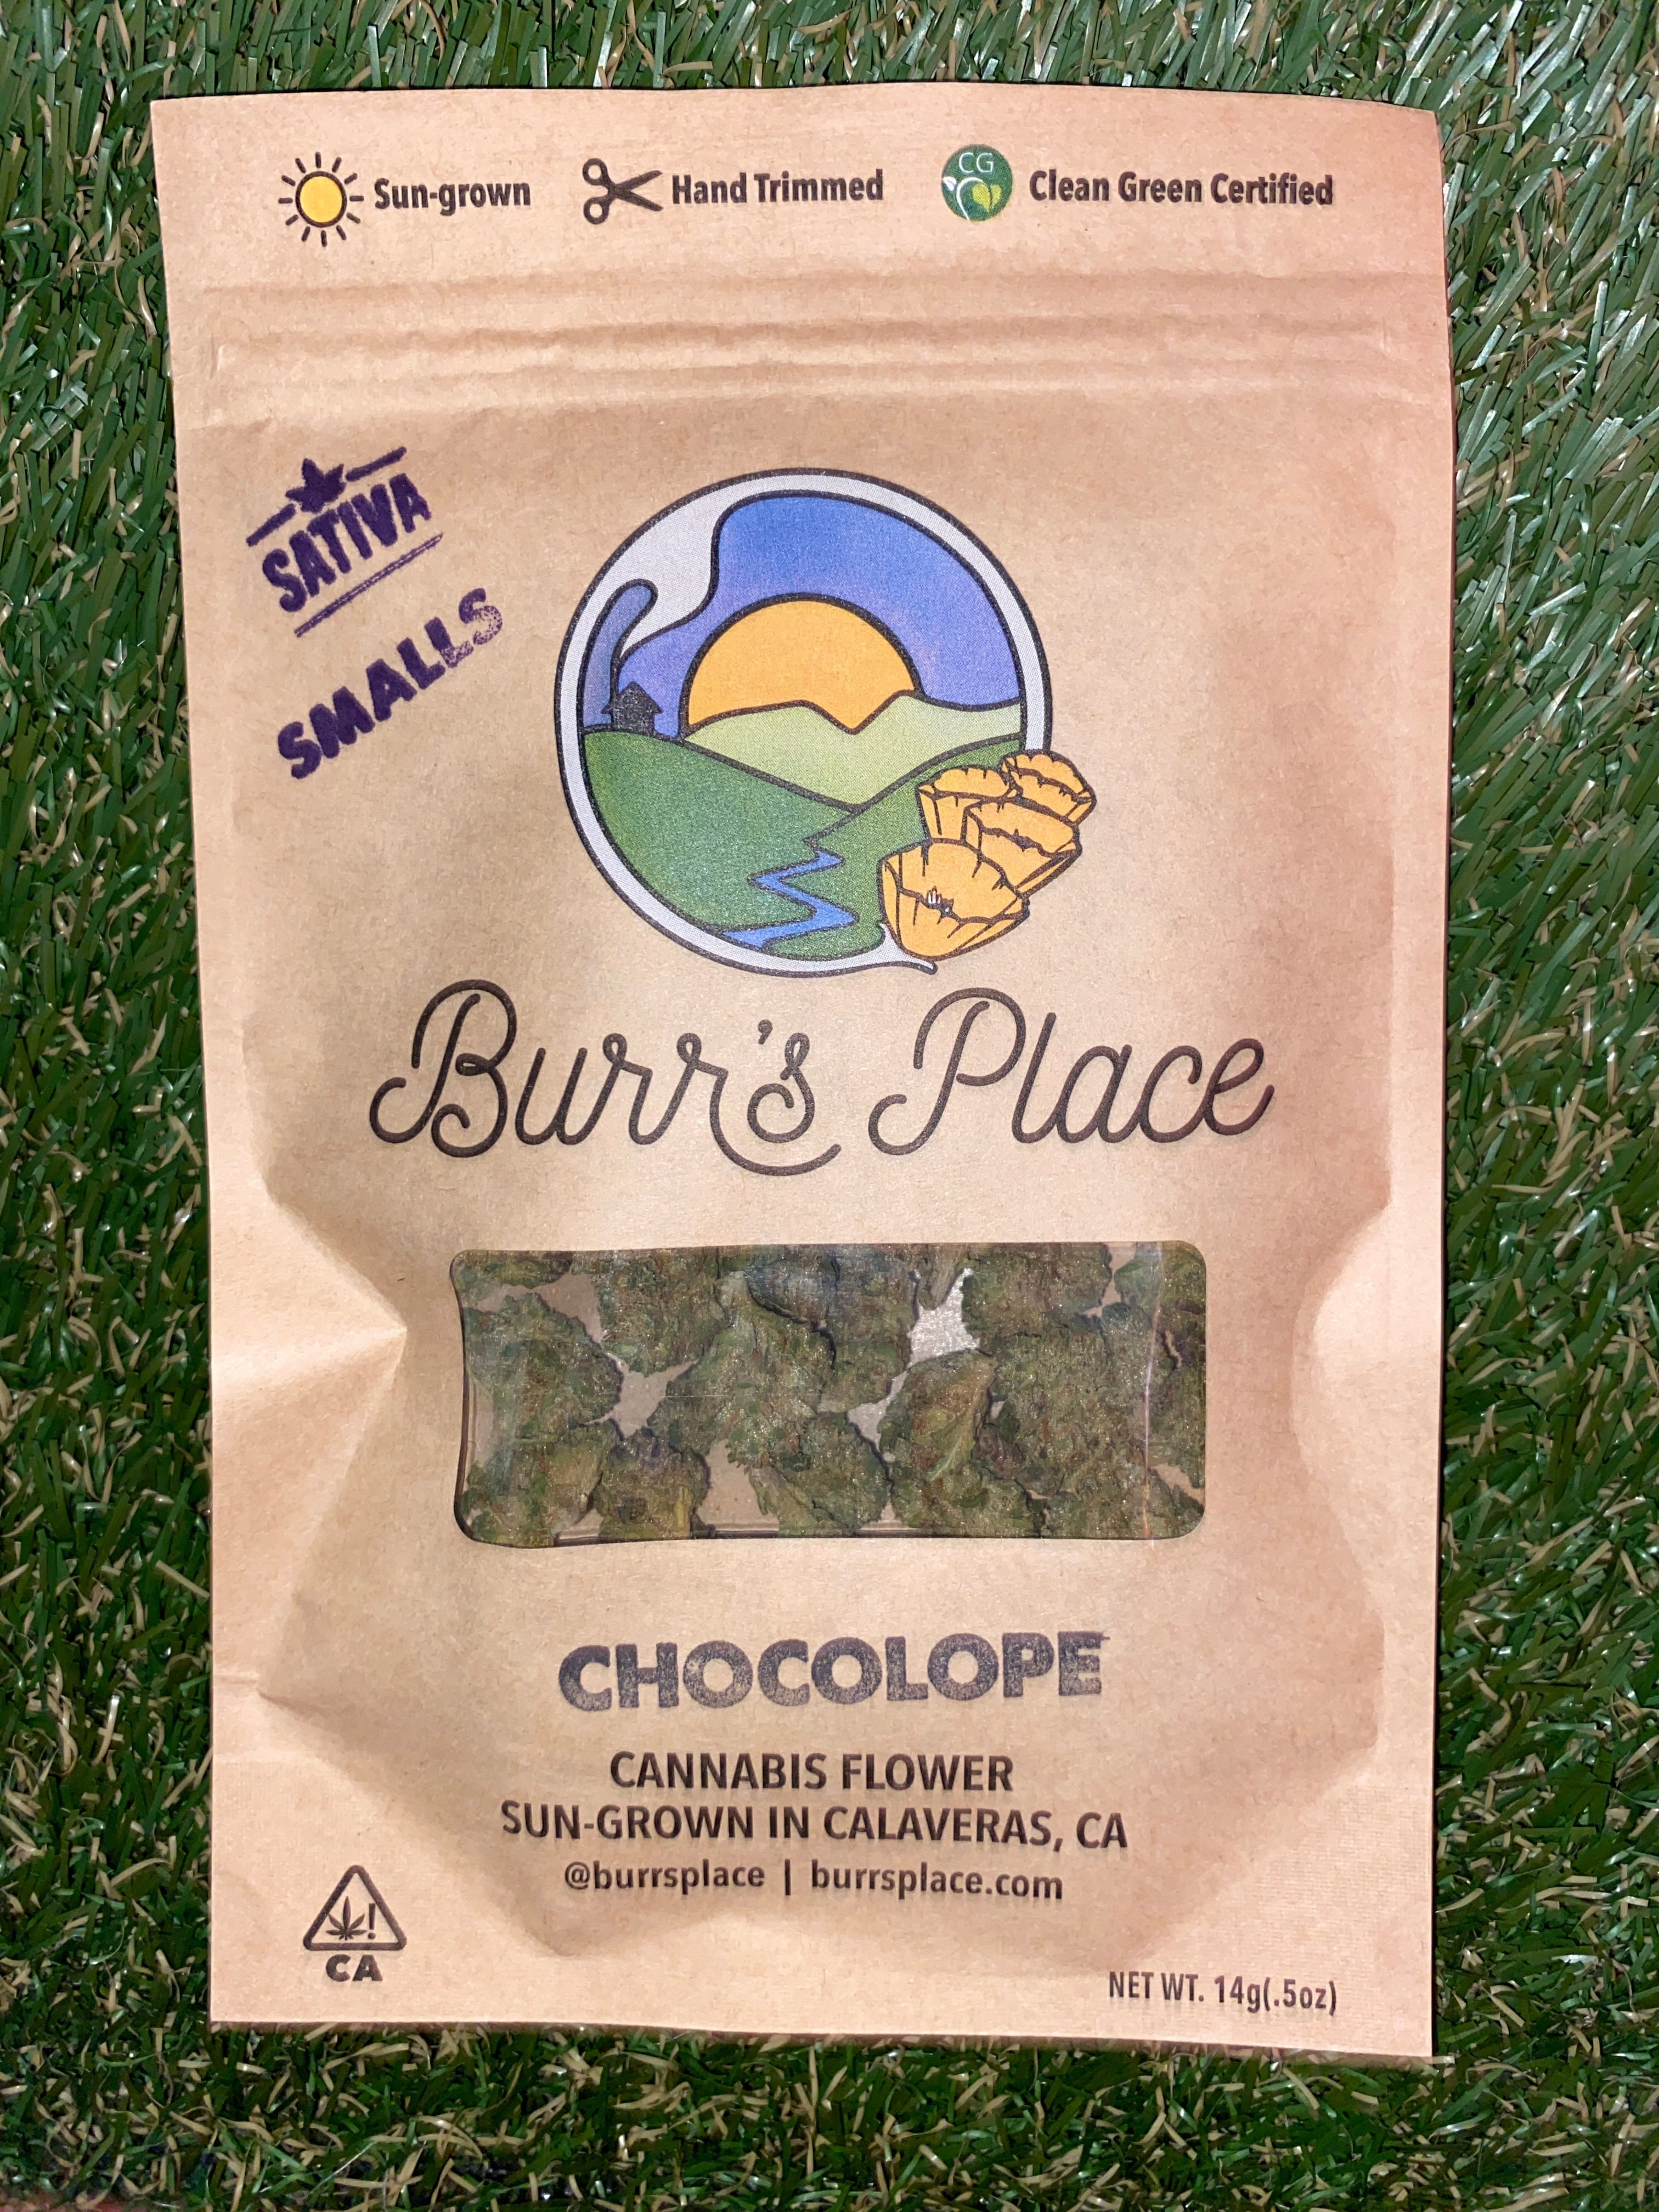 Sun-grown Hand Trimmed CG Clean Green Certified
SATIVA
SMALLS
Burr's Place
CHOCOLOPE
CANNABIS FLOWER
SUN-GROWN IN CALAVERAS, CA
@burrsplace | burrsplace.com
!
CA
NET WT. 14g(.5oz)